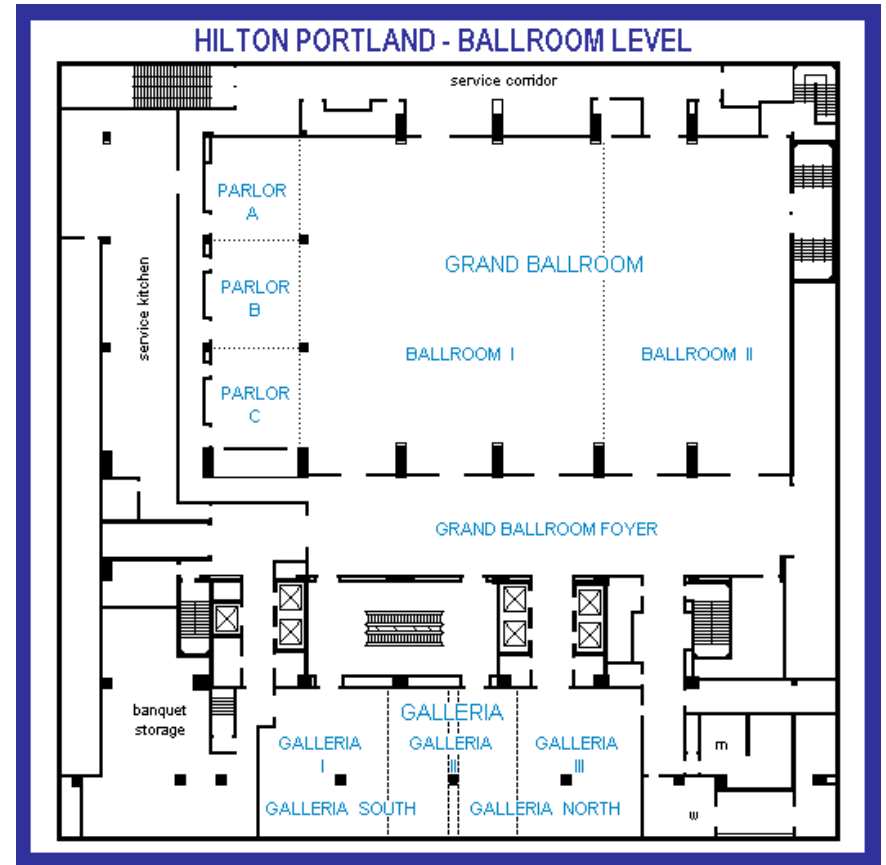 HILTON PORTLAND - BALLROOM LEVEL
service corridor
PARLOR
A
GRAND BALLROOM
service kitchen
PARLOR
B
BALLROOM I
BALLROOM II
PARLOR
C
GRAND BALLROOM FOYER
banquet
storage
GALLERIA
GALLERIA
I
GALLERIA
II
GALLERIA
III
m
GALLERIA SOUTH
GALLERIA NORTH
w